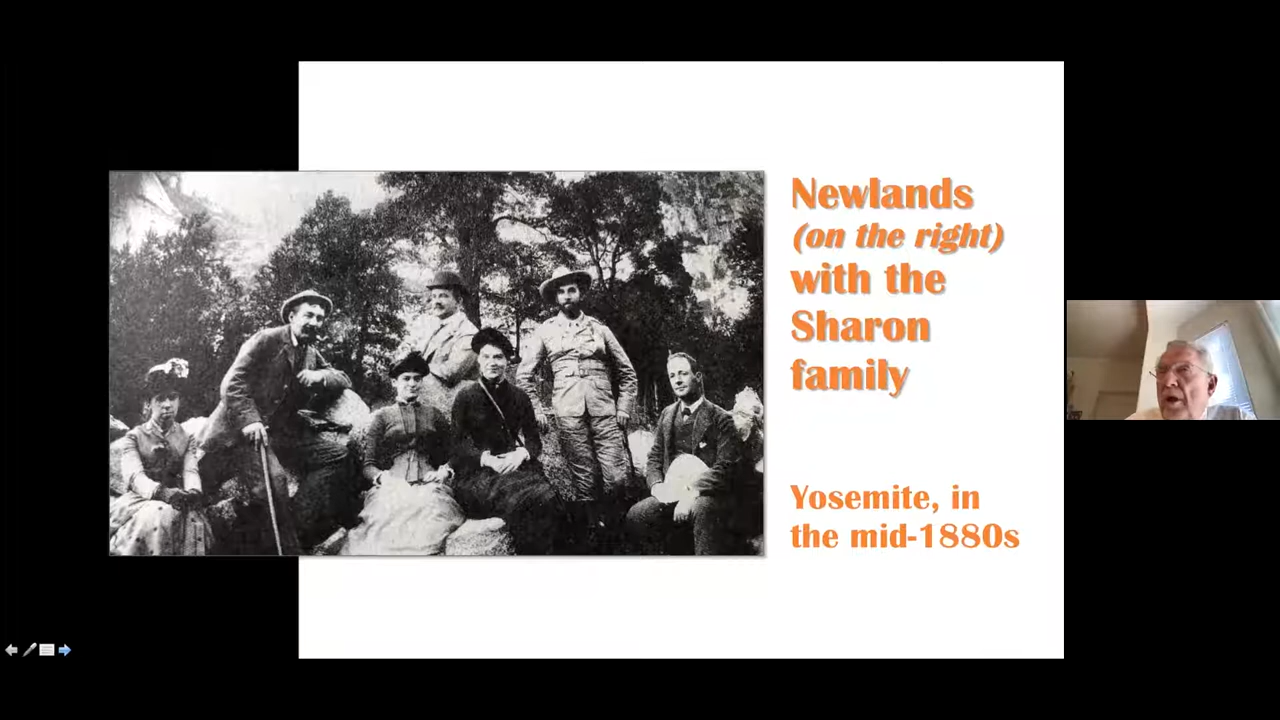 Newlands
(on the right)
with the
Sharon
family
Yosemite, in
the mid-1880s